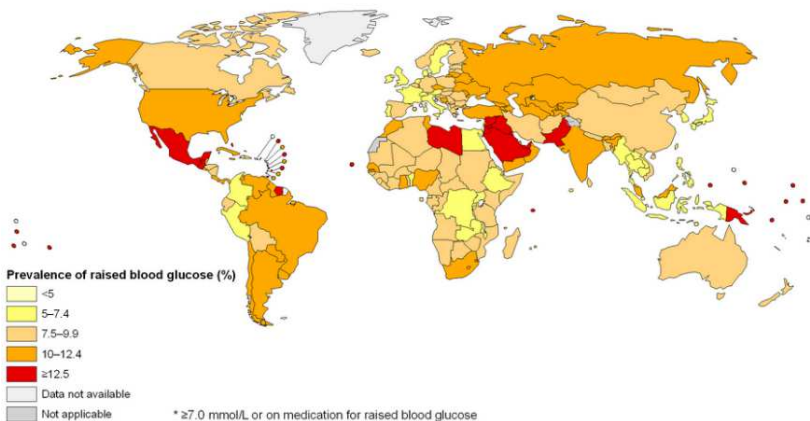 Prevalence of raised blood glucose (%)
<5
5–7.4
7.5–9.9
10–12.4
≥12.5
Data not available
Not applicable
* ≥7.0 mmol/L or on medication for raised blood glucose